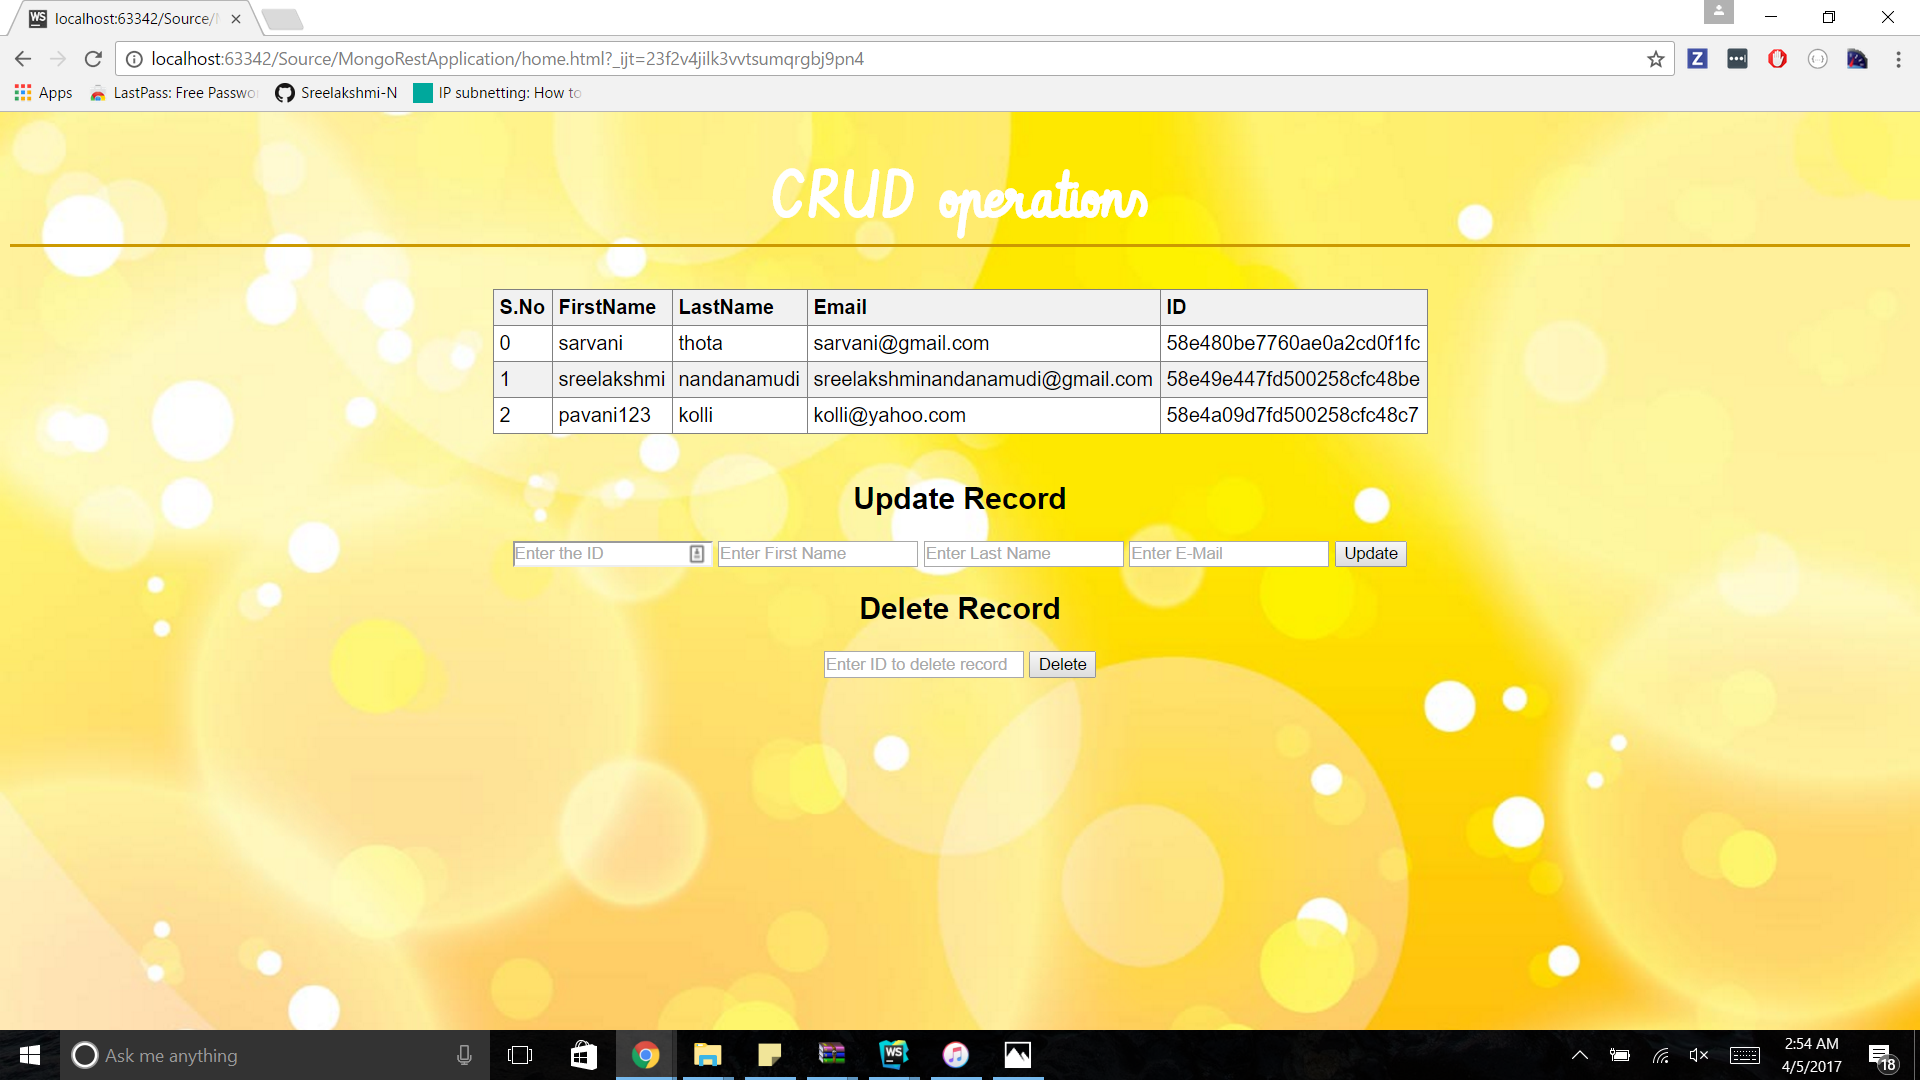 localhost:63342/Source/
localhost:63342/Source/MongoRestApplication/home.html?_ijt=23f2v4jilk3vvtsumqrgbj9pn4
Apps LastPass: Free Passwo Sreelakshmi-N IP subnetting: How to
CRUD operations
S.No FirstName LastName Email ID
0 sarvani thota sarvani@gmail.com 58e480be7760ae0a2cd0f1fc
1 sreelakshmi nandanamudi sreelakshminandanamudi@gmail.com 58e49e447fd500258cfc48be
2 pavani123 kolli kolli@yahoo.com 58e4a09d7fd500258cfc48c7
Update Record
Enter the ID Enter First Name Enter Last Name Enter E-Mail Update
Delete Record
Enter ID to delete record Delete
Ask me anything
2:54 AM
4/5/2017
18